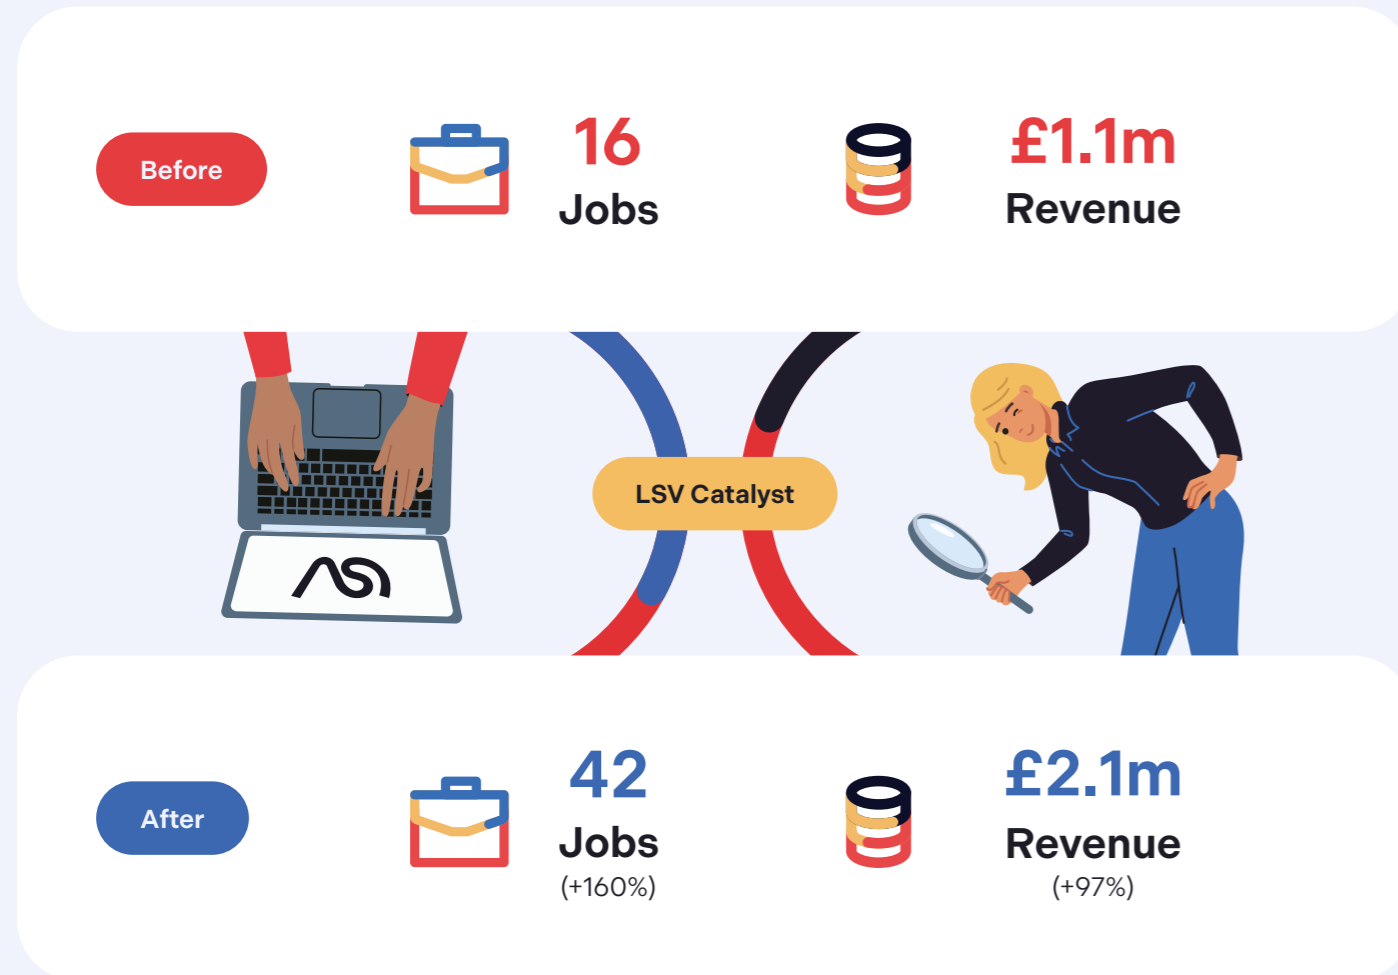 Before
16
Jobs
£1.1m
Revenue
LSV Catalyst
After
42
Jobs
(+160%)
£2.1m
Revenue
(+97%)